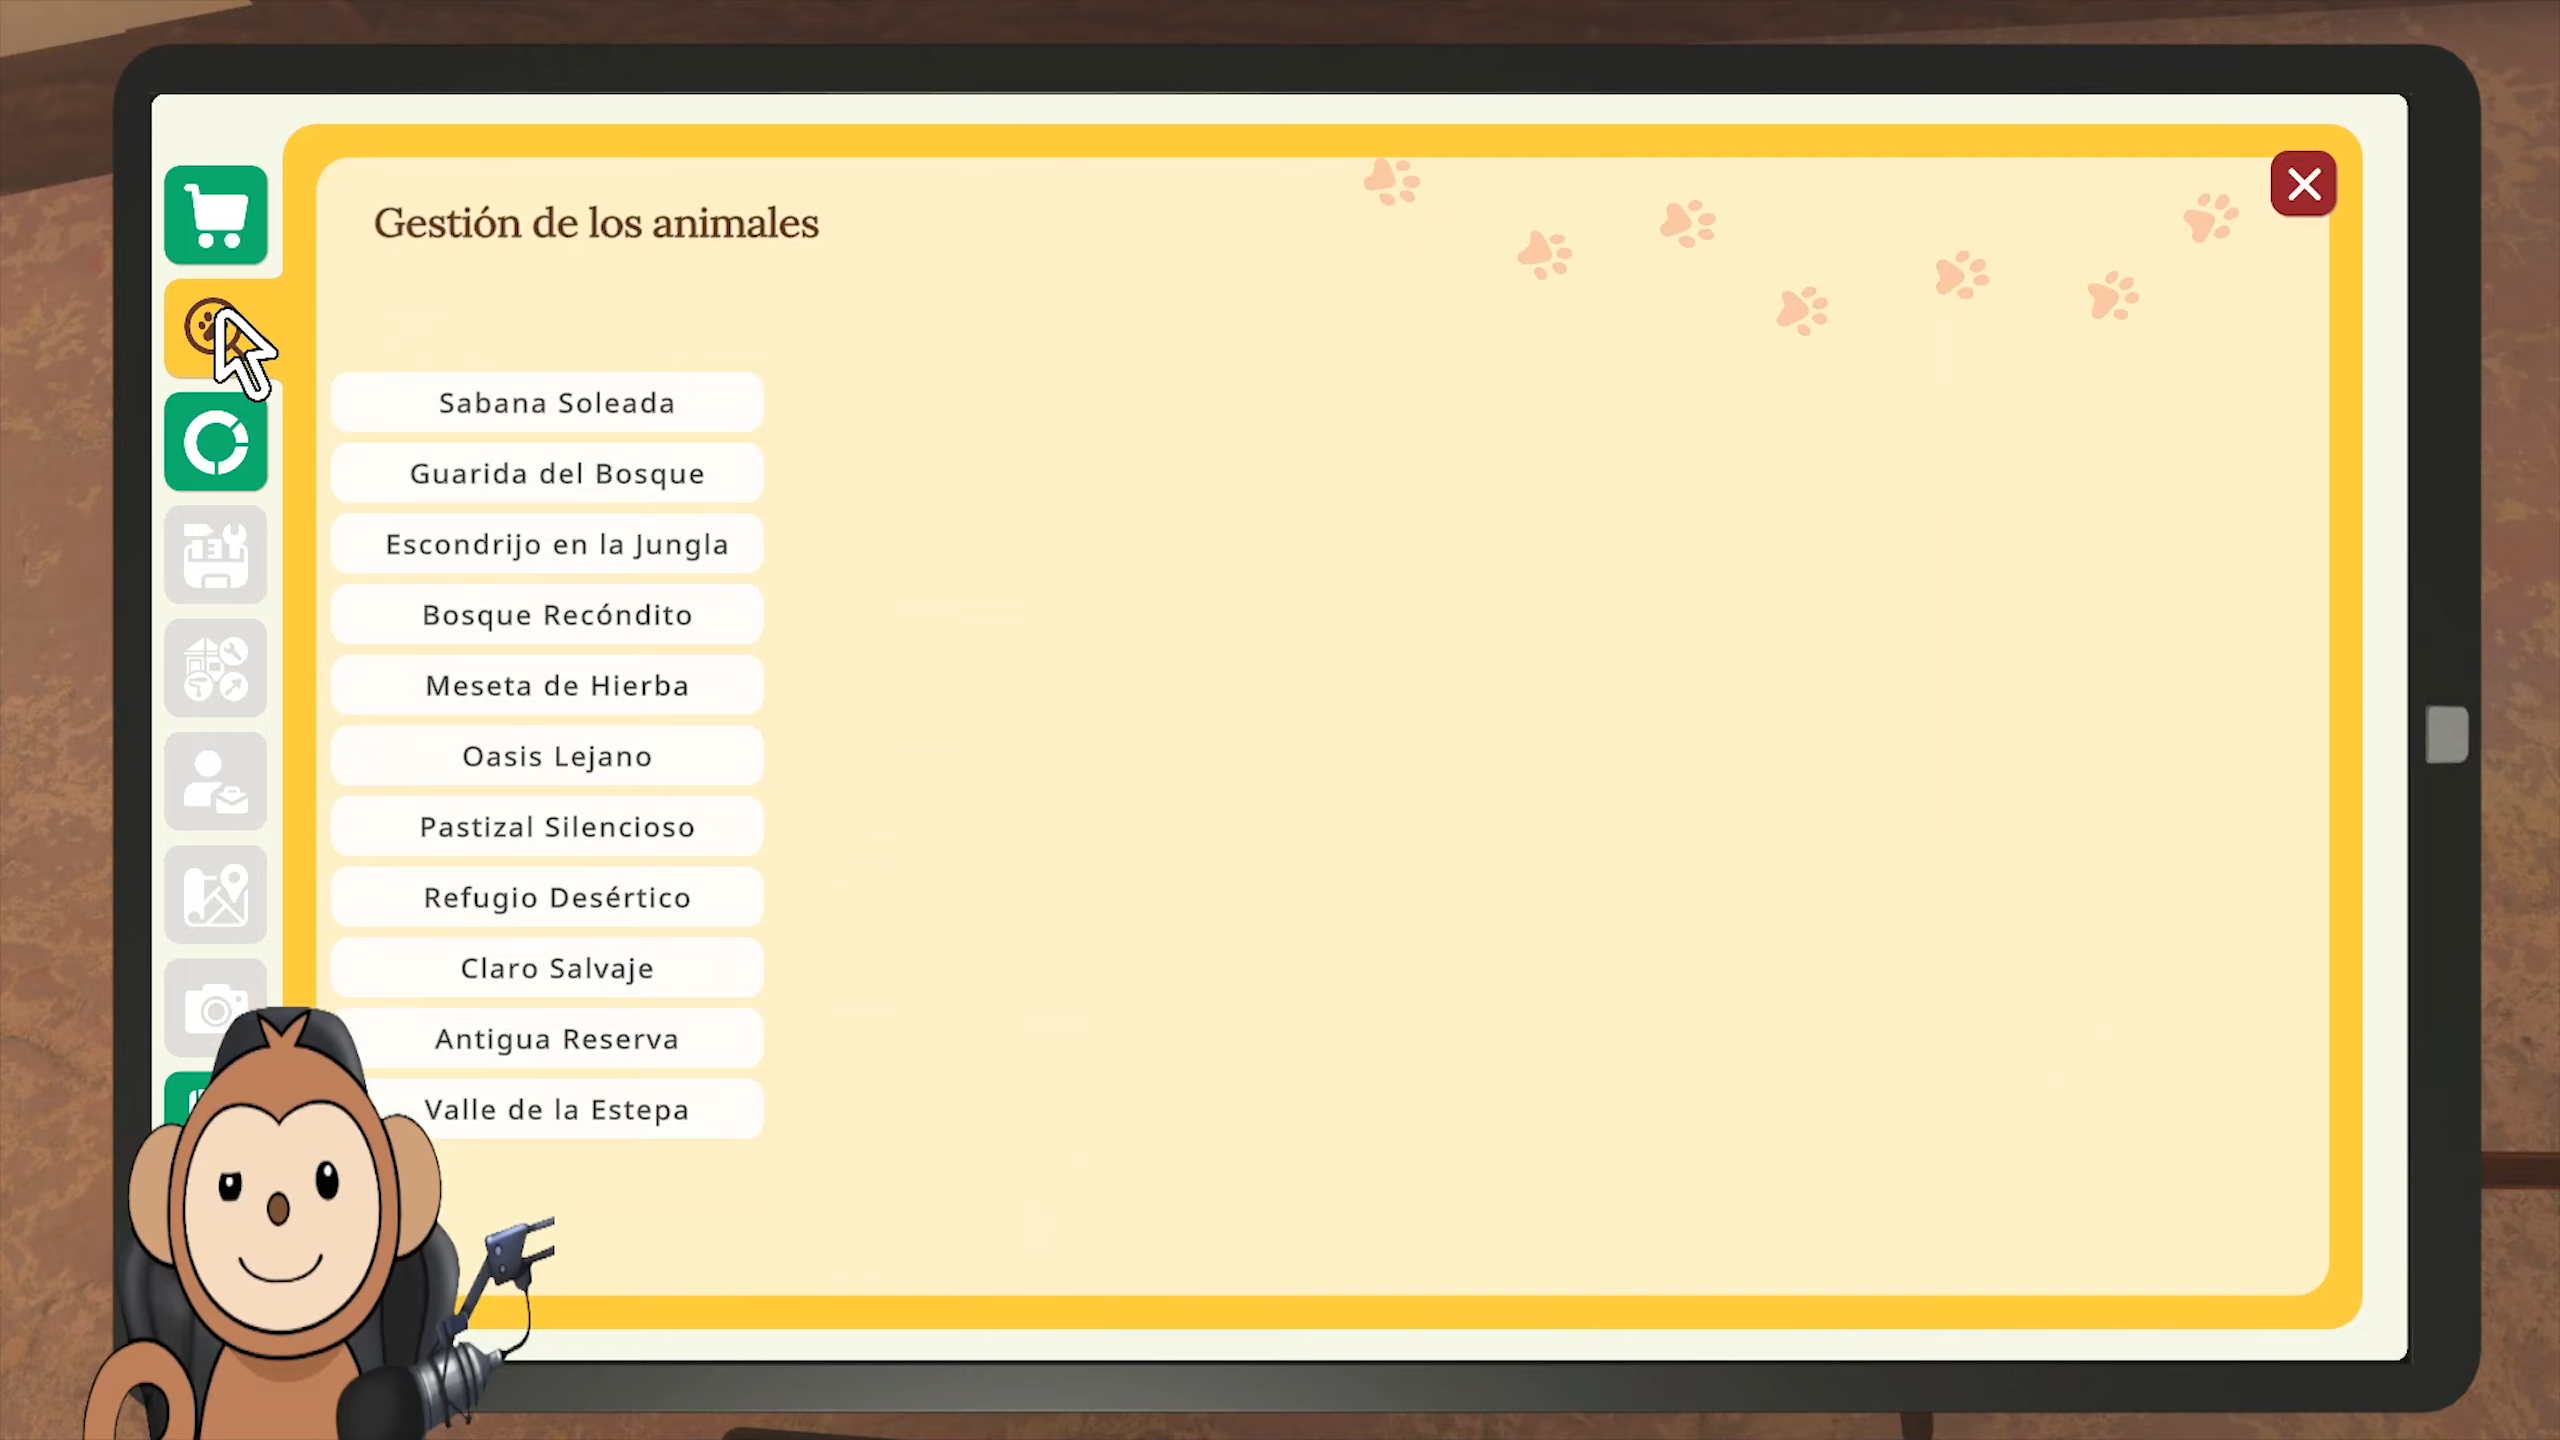 Gestión de los animales
Sabana Soleada
Guarida del Bosque
Escondrijo en la Jungla
Bosque Recóndito
Meseta de Hierba
Oasis Lejano
Pastizal Silencioso
Refugio Desértico
Claro Salvaje
Antigua Reserva
Valle de la Estepa